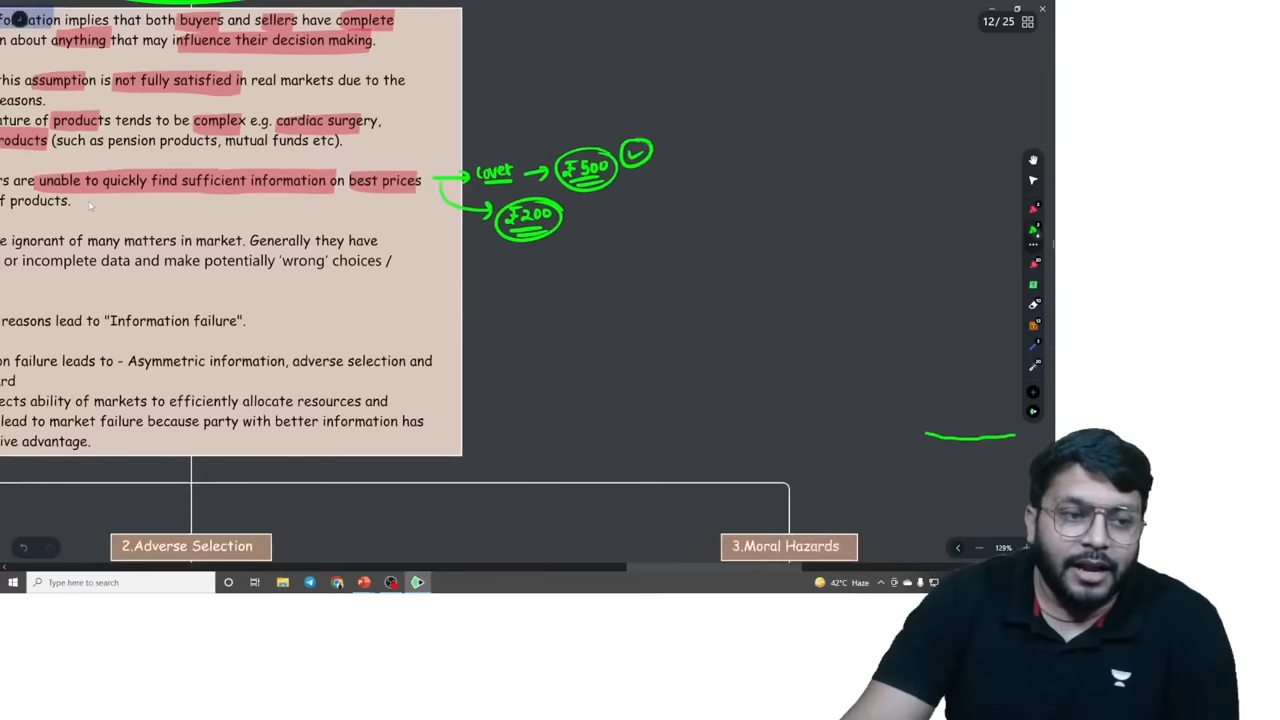 12/25
formation implies that both buyers and sellers have complete
n about anything that may influence their decision making.
this assumption is not fully satisfied in real markets due to the
easons.
ature of products tends to be complex e.g. cardiac surgery,
roducts (such as pension products, mutual funds etc).
cover → ₹500
rs are unable to quickly find sufficient information on best prices
f products.
₹200
e ignorant of many matters in market. Generally they have
or incomplete data and make potentially 'wrong' choices /
reasons lead to "Information failure".
on failure leads to - Asymmetric information, adverse selection and
ard
ects ability of markets to efficiently allocate resources and
lead to market failure because party with better information has
ive advantage.
2.Adverse Selection
3.Moral Hazards
129%
Type here to search
42°C Haze